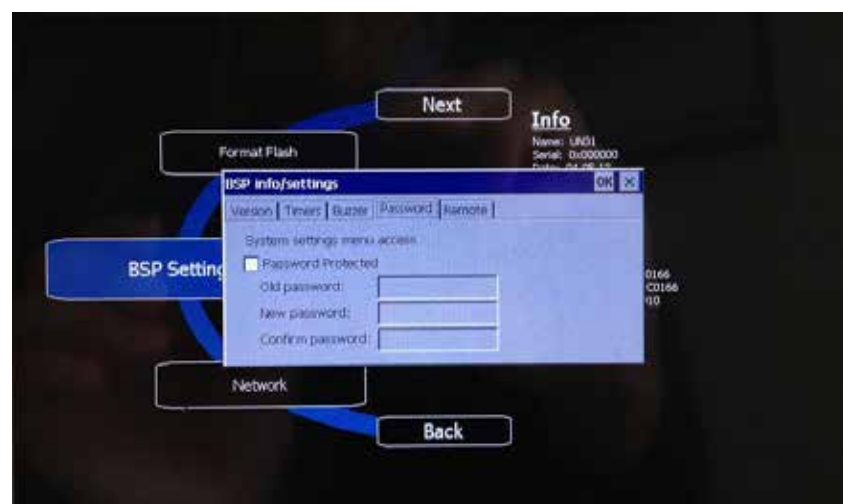 Next
Info
Name: UN31
Serial: 0x000000
Format Flash
BSP info/settings
OK
Version
Timers
Buzzer
Password
Remote
System settings menu access
Password Protected
BSP Setting
Old password:
0166
C0166
New password:
Confirm password:
Network
Back